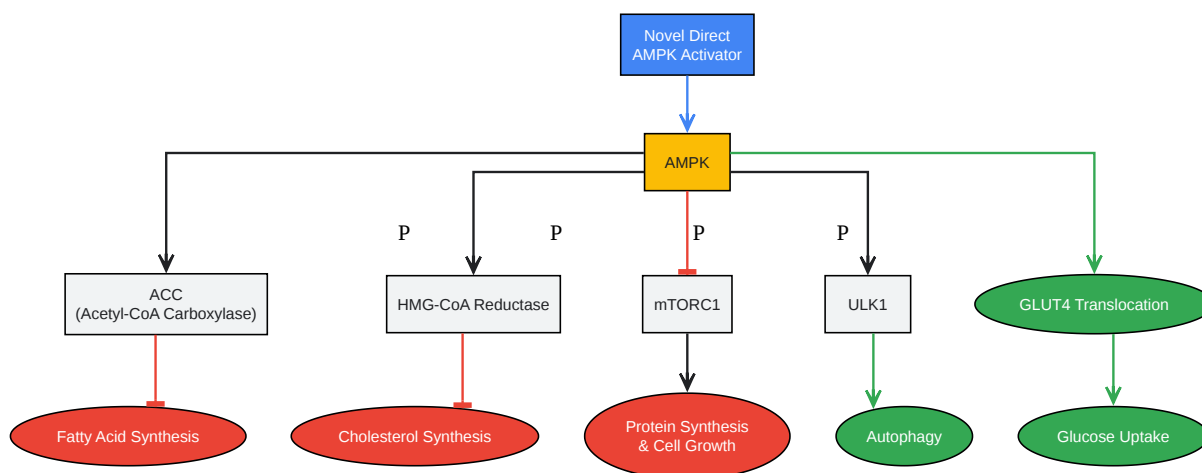 Novel Direct
AMPK Activator
AMPK
P
P
P
P
ACC
(Acetyl-CoA Carboxylase)
HMG-CoA Reductase
mTORC1
ULK1
GLUT4 Translocation
Fatty Acid Synthesis
Cholesterol Synthesis
Protein Synthesis
& Cell Growth
Autophagy
Glucose Uptake